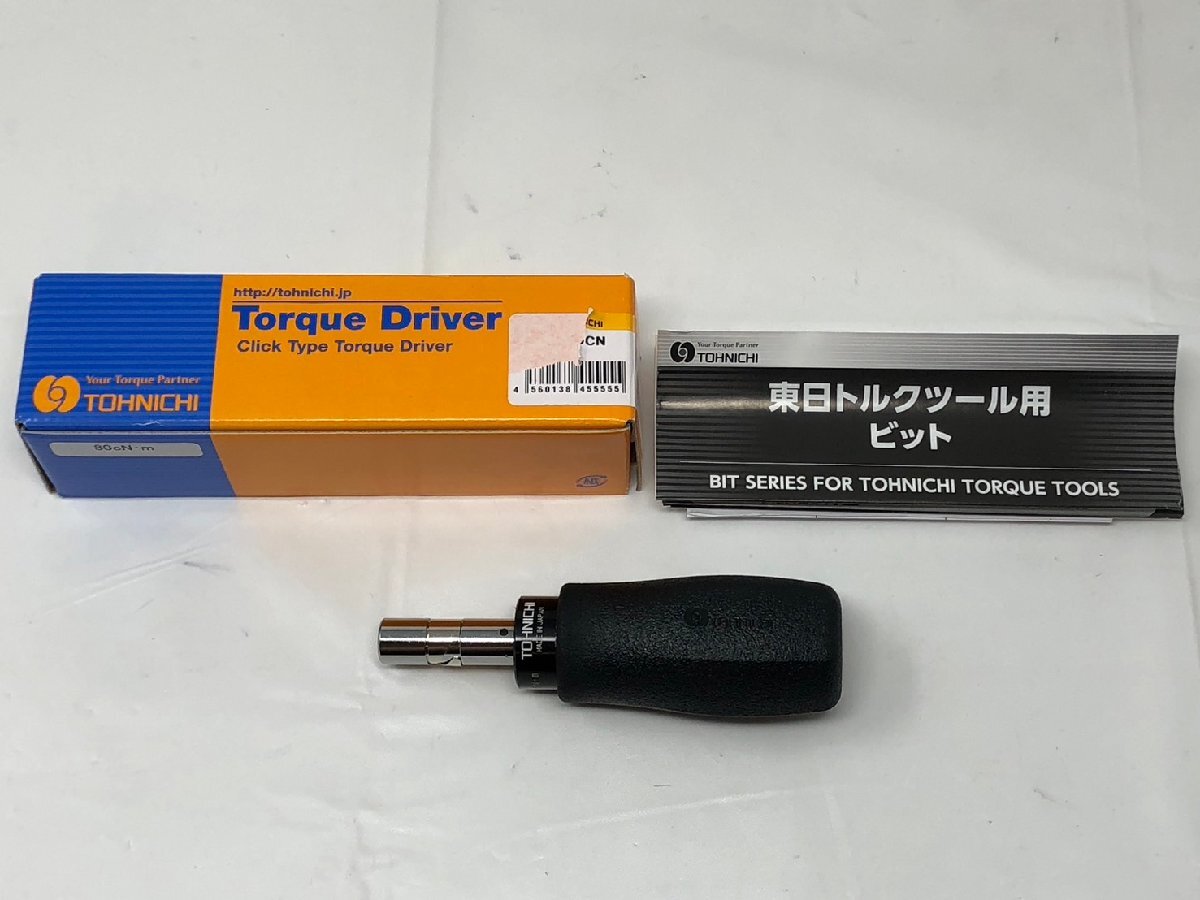 http://tohnichi.jp
Torque Driver
Click Type Torque Driver
CN
4 560138 455555
Your Torque Partner
TOHNICHI
60cN·m
Your Torque Partner
TOHNICHI
東日トルクツール用
ビット
BIT SERIES FOR TOHNICHI TORQUE TOOLS
TOHNICHI
MADE IN JAPAN